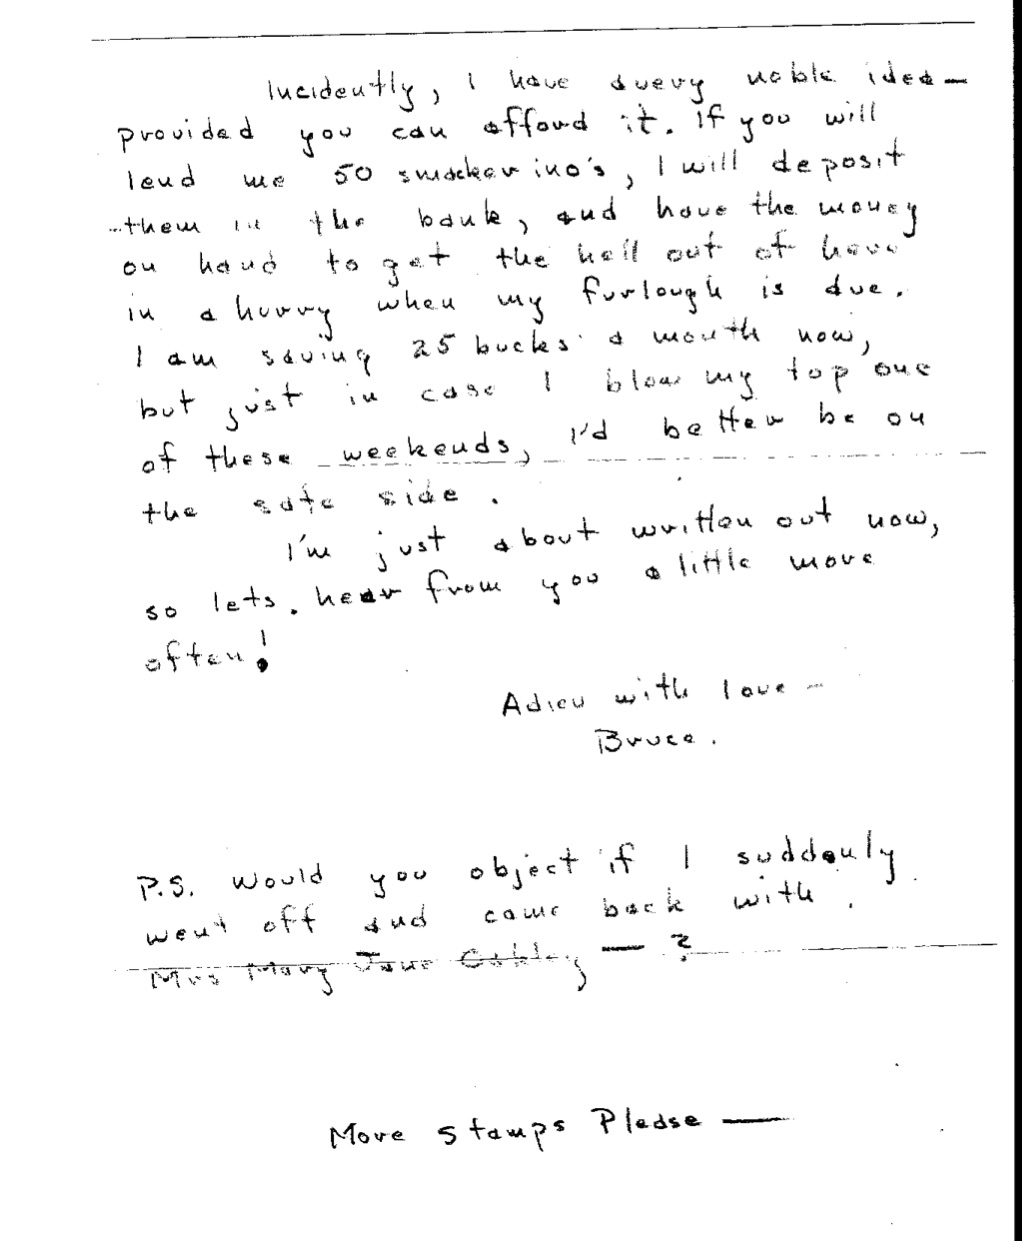 Incidently, I have a very noble idea —
provided you can afford it. If you will
lend me 50 smackerino's, I will deposit
them in the bank, and have the money
on hand to get the hell out of here
in a hurry when my furlough is due.
I am saving 25 bucks a month now,
but just in case I blow my top one
of these weekends, I'd better be on
the safe side.
I'm just about written out now,
so lets hear from you a little more
often!
Adieu with love —
Bruce.
P.S. Would you object if I suddenly
went off and came back with
Mrs Mary Jane — ?
More Stamps Please —